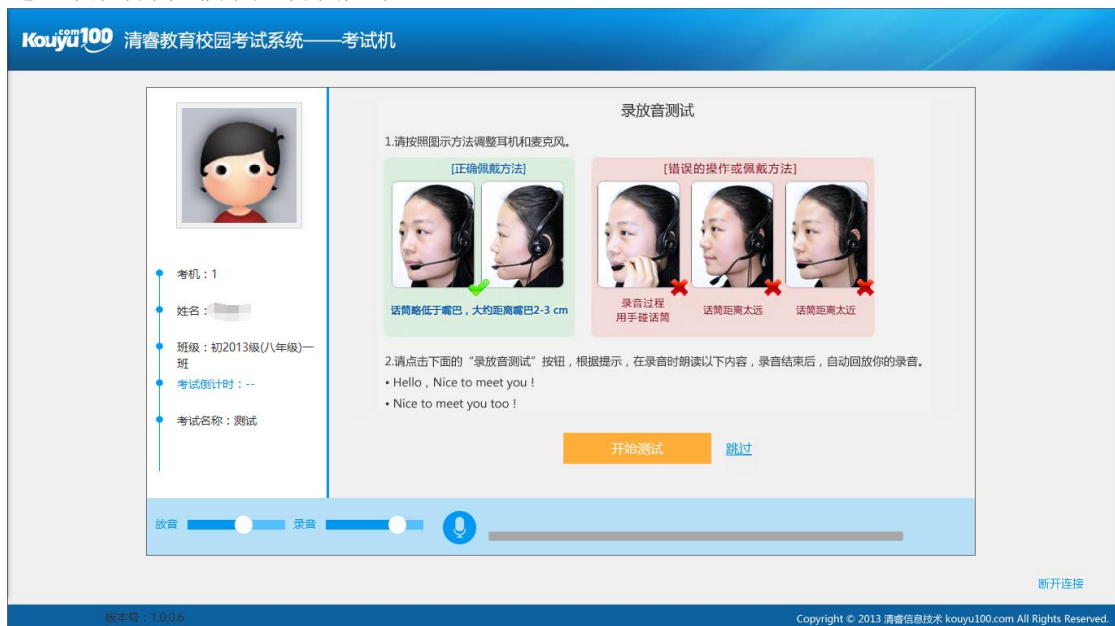 Kouyu100.com 清睿教育校园考试系统——考试机
录放音测试
1.请按照图示方法调整耳机和麦克风。
[正确佩戴方法]
[错误的操作或佩戴方法]
话筒略低于嘴巴，大约距离嘴巴2-3 cm
录音过程
用手碰话筒
话筒距离太远
话筒距离太近
2.请点击下面的“录放音测试”按钮，根据提示，在录音时朗读以下内容，录音结束后，自动回放你的录音。
• Hello，Nice to meet you！
• Nice to meet you too！
开始测试
跳过
考机：1
姓名：
班级：初2013级(八年级)一
班
考试倒计时：--
考试名称：测试
放音
录音
断开连接
版本号：1.0.0.6
Copyright © 2013 清睿信息技术 kouyu100.com All Rights Reserved.